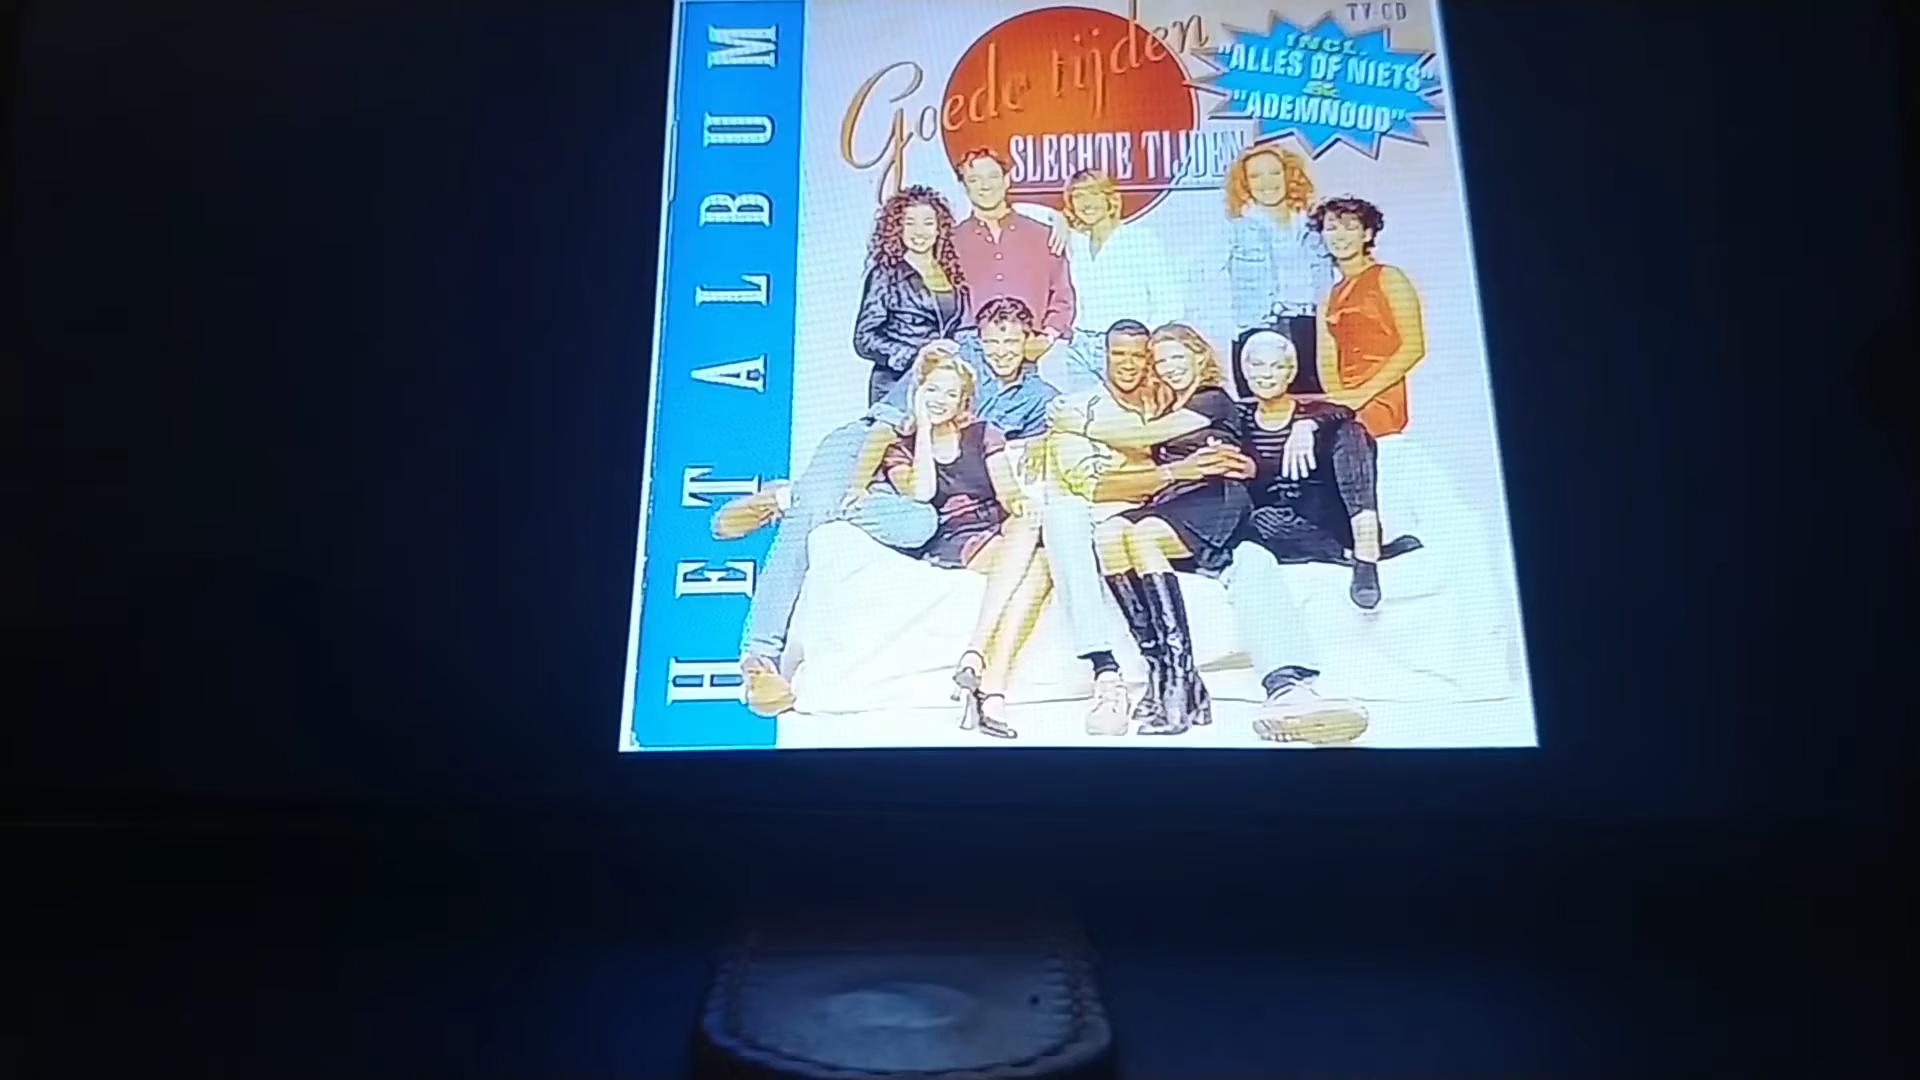 HET ALBUM
Goede tijden
SLECHTE TIJDEN
TV-CD
INCL.
"ALLES OF NIETS"
&
"ADEMNOOD"